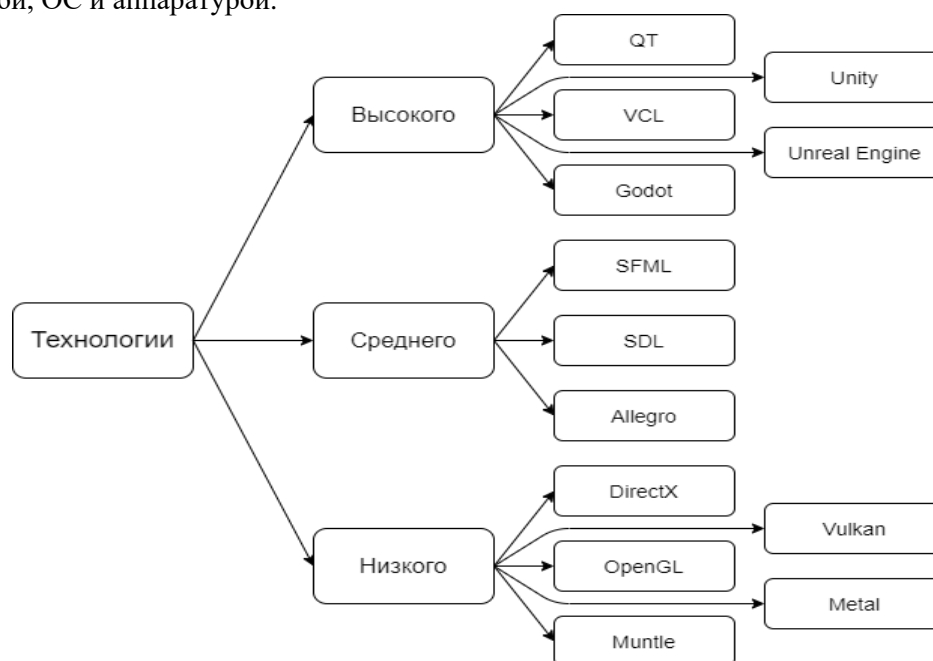 ой, ОС и аппаратурой.
QT
Unity
Высокого
VCL
Unreal Engine
Godot
SFML
Технологии
Среднего
SDL
Allegro
DirectX
Vulkan
Низкого
OpenGL
Metal
Muntle